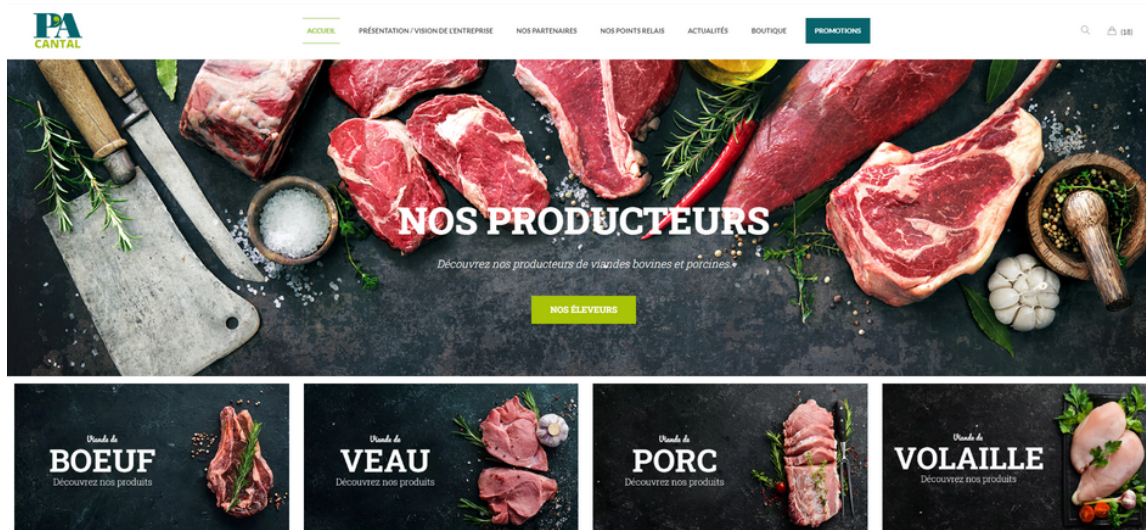 PA
CANTAL
ACCUEIL
PRÉSENTATION / VISION DE L'ENTREPRISE
NOS PARTENAIRES
NOS POINTS RELAIS
ACTUALITÉS
BOUTIQUE
PROMOTIONS
(18)
NOS PRODUCTEURS
Découvrez nos producteurs de viandes bovines et porcines.
NOS ÉLEVEURS
Viande de
BOEUF
Découvrez nos produits
Viande de
VEAU
Découvrez nos produits
Viande de
PORC
Découvrez nos produits
Viande de
VOLAILLE
Découvrez nos produits